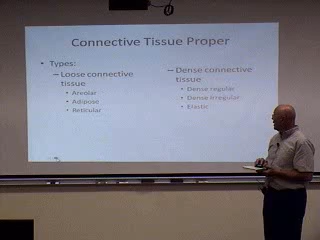 Connective Tissue Proper
• Types:
– Loose connective
tissue
• Areolar
• Adipose
• Reticular
– Dense connective
tissue
• Dense regular
• Dense irregular
• Elastic